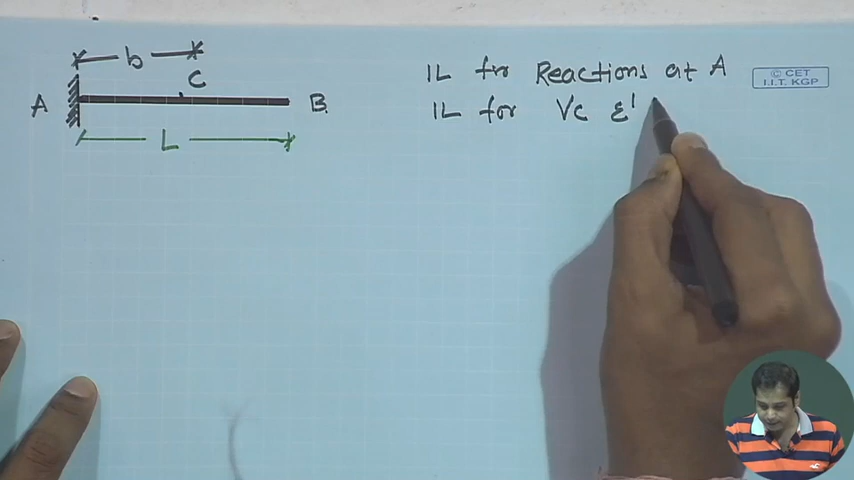 b
C
A
B.
L
IL for Reactions at A
IL for Vc &
© CET
I.I.T. KGP